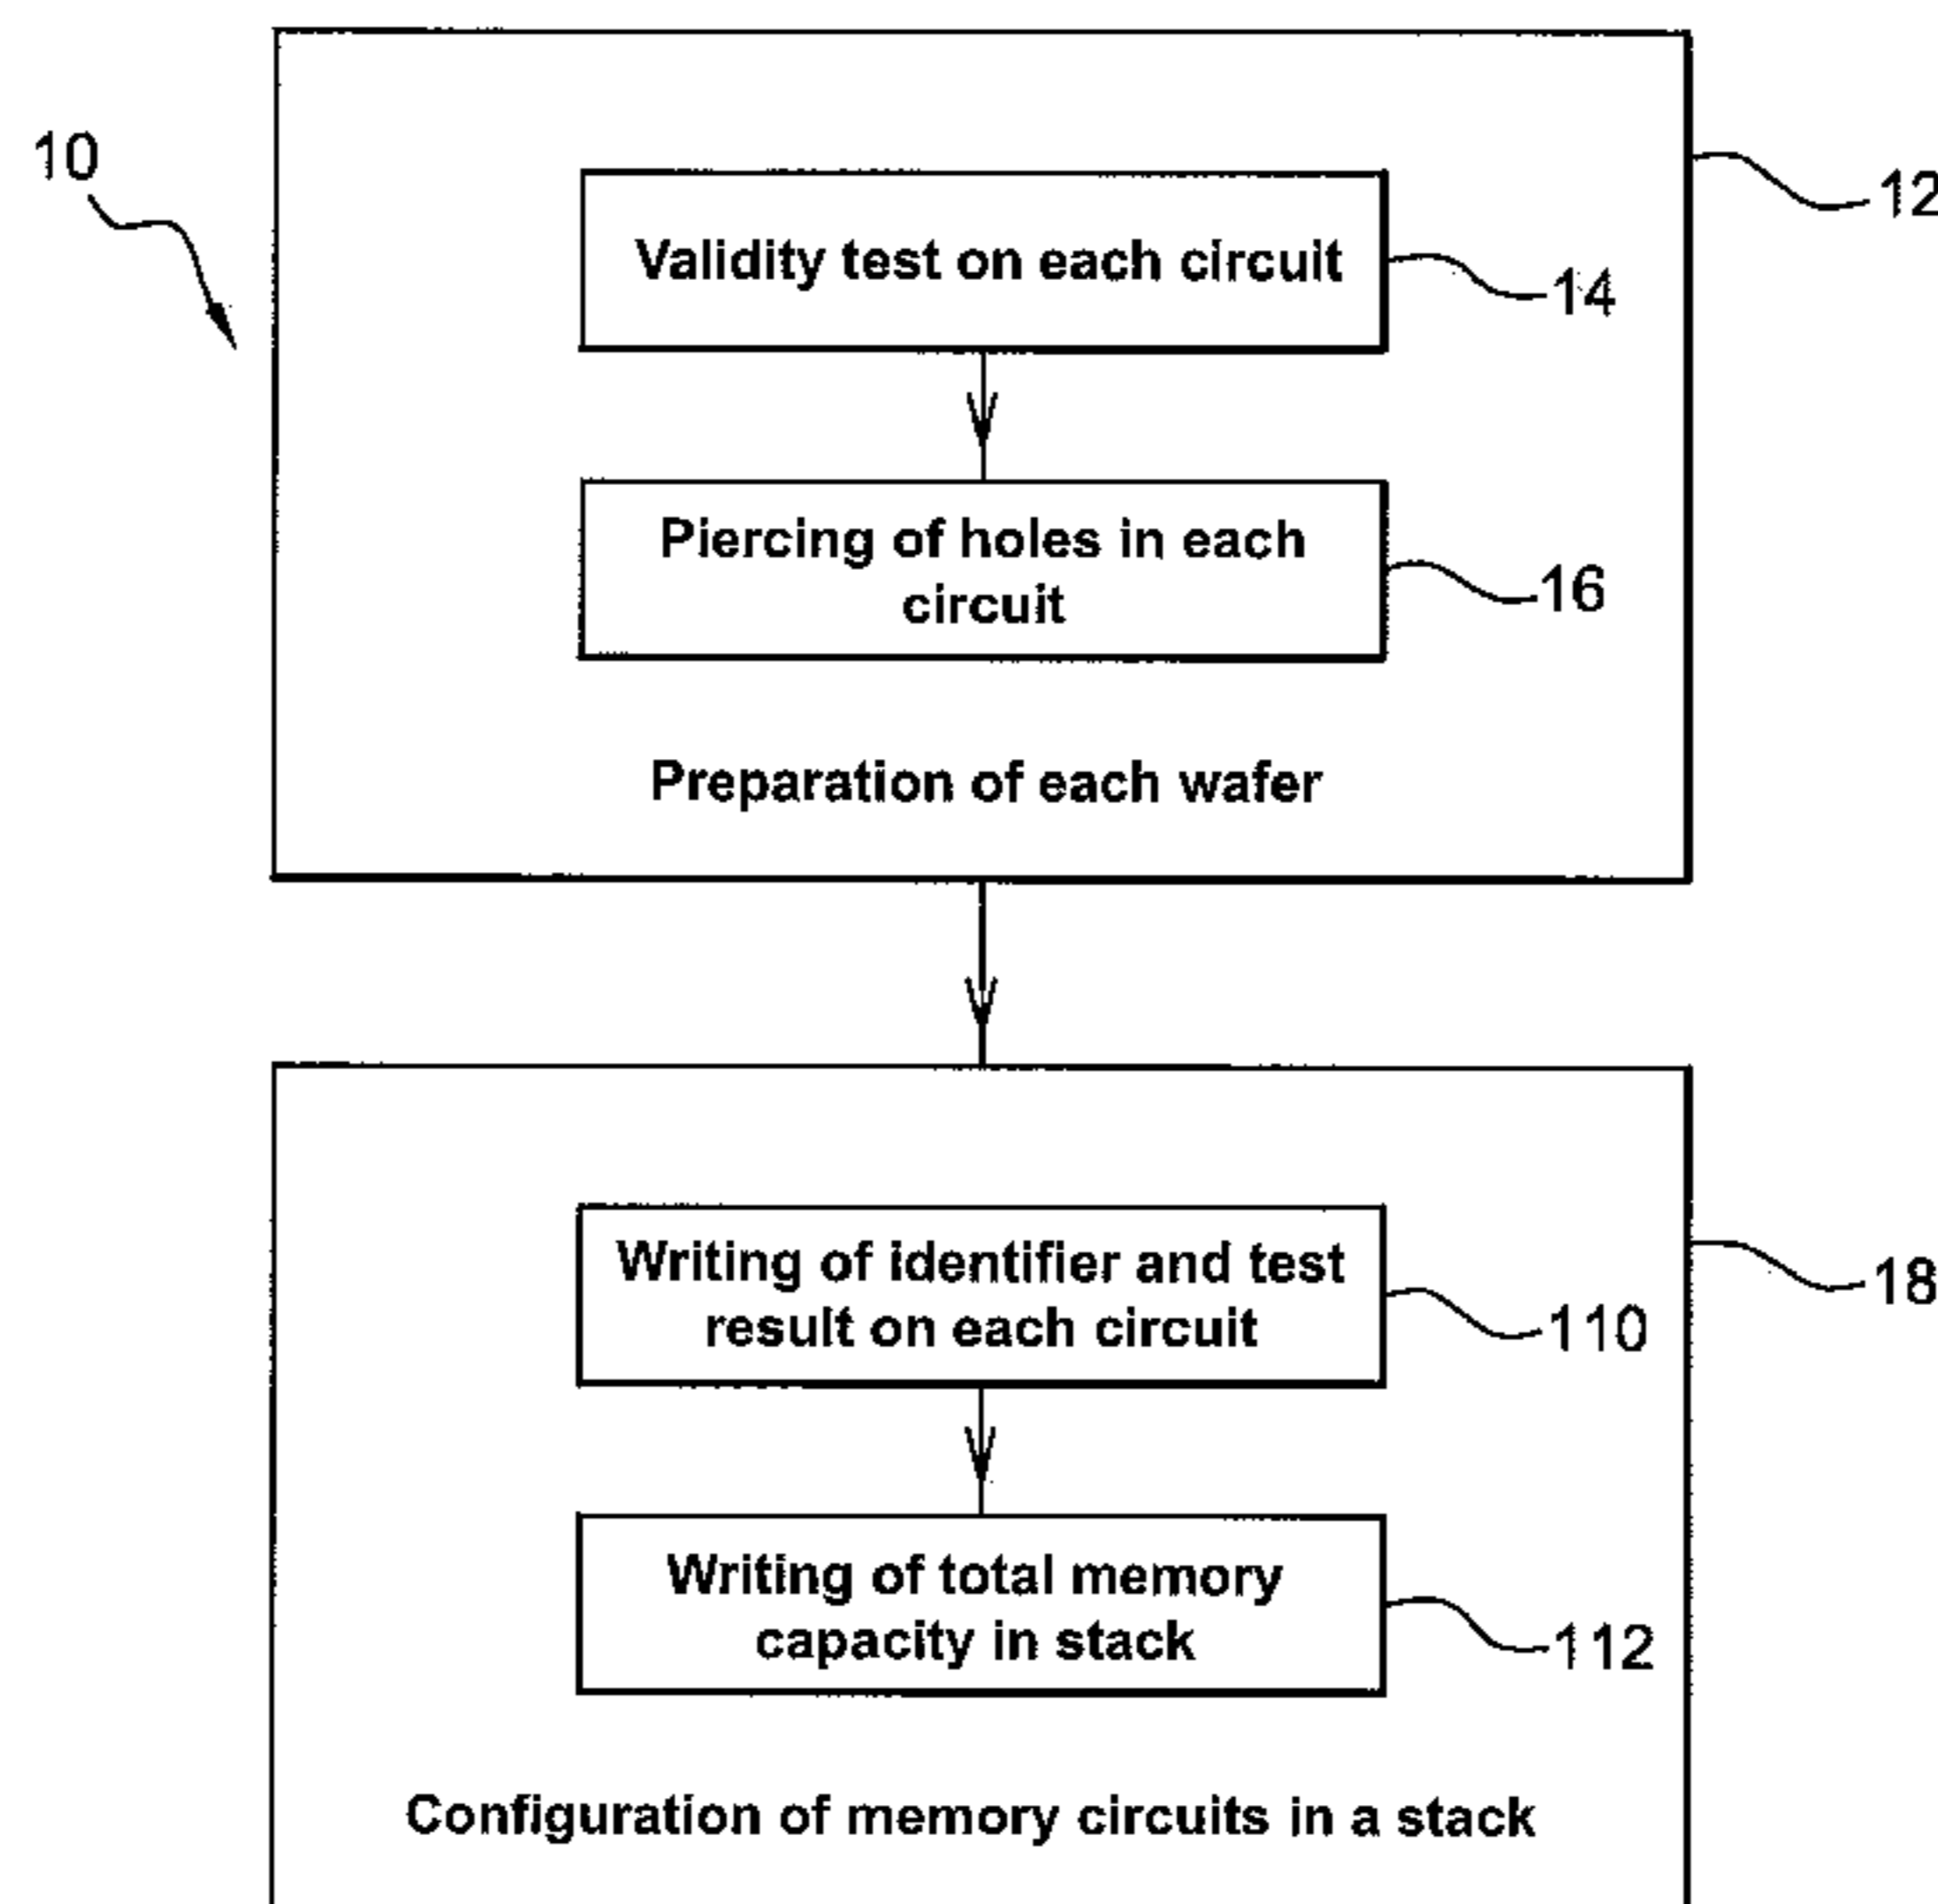 10
12
Validity test on each circuit
14
Piercing of holes in each
circuit
16
Preparation of each wafer
Writing of identifier and test
result on each circuit
18
110
Writing of total memory
capacity in stack
112
Configuration of memory circuits in a stack